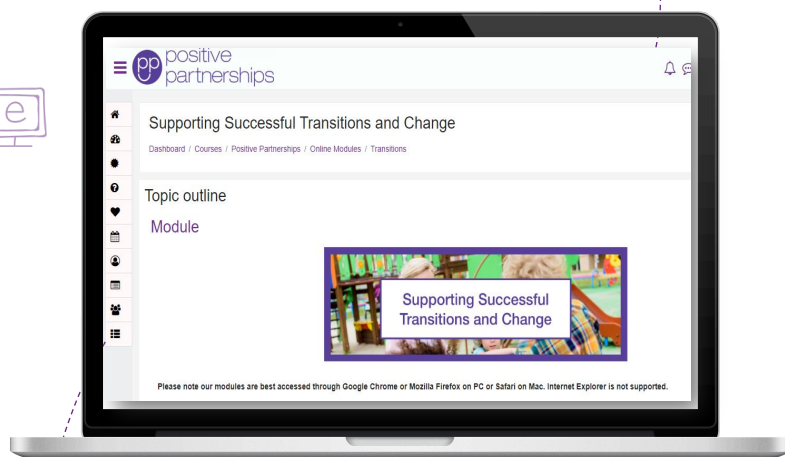 e
pp positive
partnerships
Supporting Successful Transitions and Change
Dashboard / Courses / Positive Partnerships / Online Modules / Transitions
Topic outline
Module
Supporting Successful
Transitions and Change
Please note our modules are best accessed through Google Chrome or Mozilla Firefox on PC or Safari on Mac. Internet Explorer is not supported.